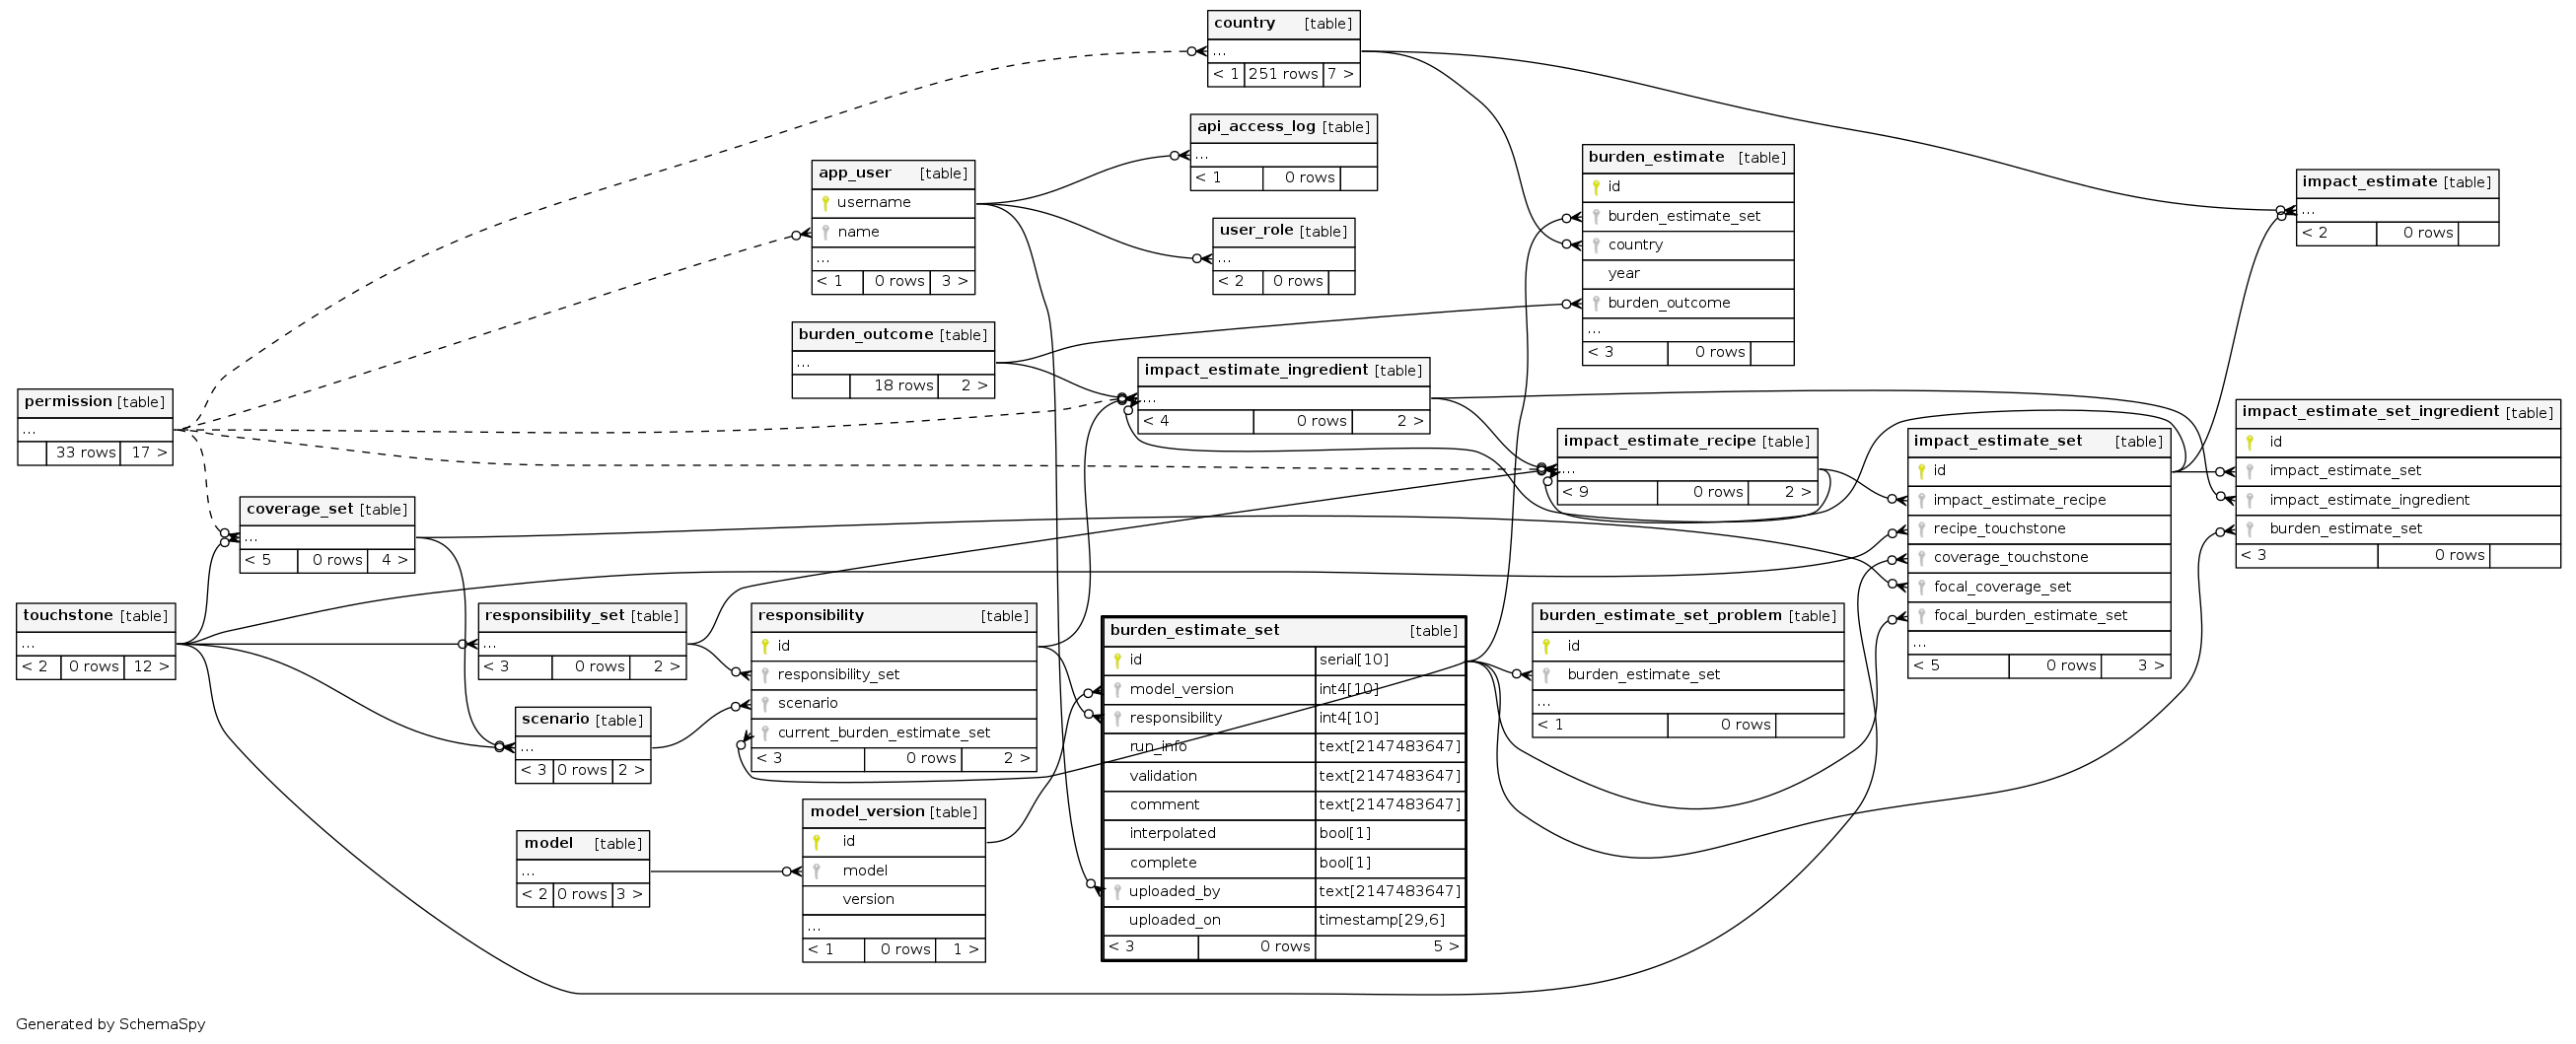 country [table]
...
< 1 251 rows 7 >
api_access_log [table]
...
< 1 0 rows
app_user [table]
username
name
...
< 1 0 rows 3 >
user_role [table]
...
< 2 0 rows
burden_estimate [table]
id
burden_estimate_set
country
year
burden_outcome
...
< 3 0 rows
impact_estimate [table]
...
< 2 0 rows
burden_outcome [table]
...
18 rows 2 >
impact_estimate_ingredient [table]
...
< 4 0 rows 2 >
permission [table]
...
33 rows 17 >
impact_estimate_recipe [table]
...
< 9 0 rows 2 >
impact_estimate_set [table]
id
impact_estimate_recipe
recipe_touchstone
coverage_touchstone
focal_coverage_set
focal_burden_estimate_set
...
< 5 0 rows 3 >
impact_estimate_set_ingredient [table]
id
impact_estimate_set
impact_estimate_ingredient
burden_estimate_set
< 3 0 rows
coverage_set [table]
...
< 5 0 rows 4 >
touchstone [table]
...
< 2 0 rows 12 >
responsibility_set [table]
...
< 3 0 rows 2 >
responsibility [table]
id
responsibility_set
scenario
current_burden_estimate_set
< 3 0 rows 2 >
burden_estimate_set [table]
id serial[10]
model_version int4[10]
responsibility int4[10]
run_info text[2147483647]
validation text[2147483647]
comment text[2147483647]
interpolated bool[1]
complete bool[1]
uploaded_by text[2147483647]
uploaded_on timestamp[29,6]
< 3 0 rows 5 >
burden_estimate_set_problem [table]
id
burden_estimate_set
...
< 1 0 rows
scenario [table]
...
< 3 0 rows 2 >
model [table]
...
< 2 0 rows 3 >
model_version [table]
id
model
version
...
< 1 0 rows 1 >
Generated by SchemaSpy